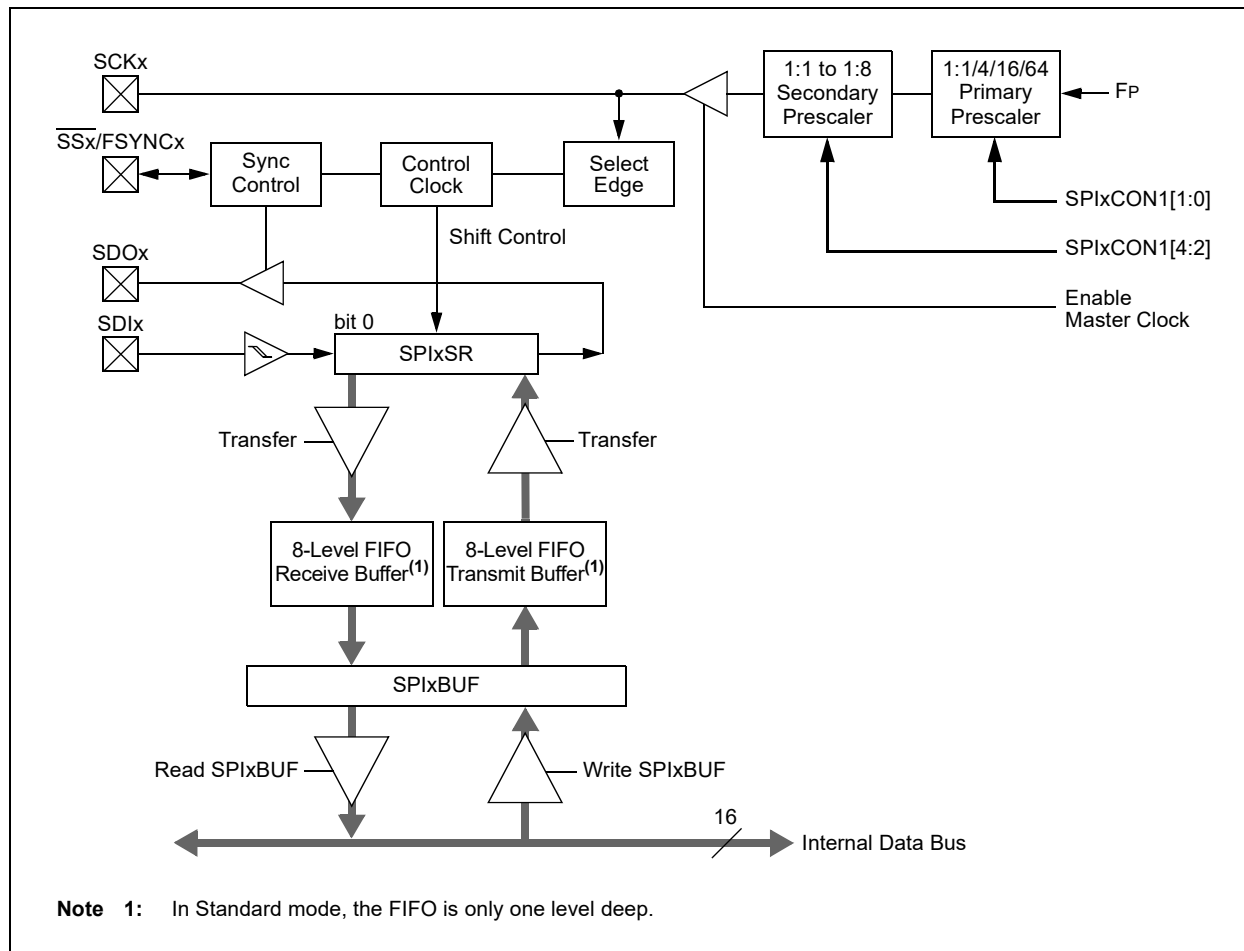 SCKx
SSx/FSYNCx
SDOx
SDIx
1:1 to 1:8
Secondary
Prescaler
1:1/4/16/64
Primary
Prescaler
FP
Sync
Control
Control
Clock
Select
Edge
SPIxCON1[1:0]
SPIxCON1[4:2]
Enable
Master Clock
Shift Control
bit 0
SPIxSR
Transfer
Transfer
8-Level FIFO
Receive Buffer(1)
8-Level FIFO
Transmit Buffer(1)
SPIxBUF
Read SPIxBUF
Write SPIxBUF
16
Internal Data Bus
Note 1: In Standard mode, the FIFO is only one level deep.